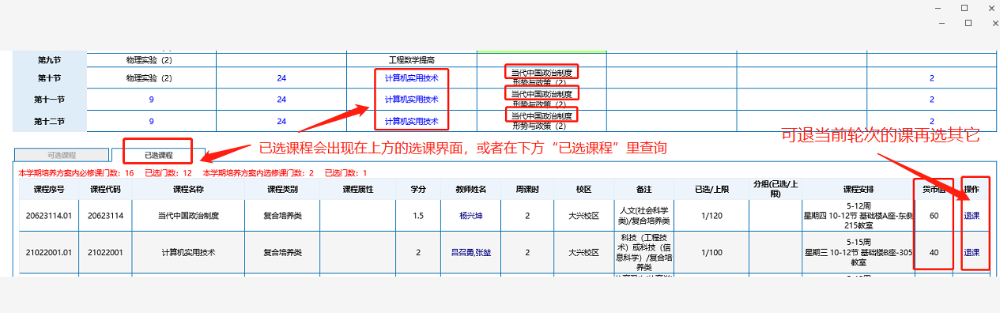 第九节 物理实验（2） 工程数学提高
第十节 物理实验（2） 24 计算机实用技术 当代中国政治制度 2
形势与政策（2）
第十一节 9 24 计算机实用技术 当代中国政治制度 2
形势与政策（2）
第十二节 9 24 计算机实用技术 当代中国政治制度 2
形势与政策（2）
可退当前轮次的课再选其它
已选课程会出现在上方的选课界面，或者在下方“已选课程”里查询
可选课程 已选课程
本学期培养方案内必修课门数：16 已选门数：12 本学期培养方案内选修课门数：2 已选门数：1
课程序号 课程代码 课程名称 课程类别 课程属性 学分 教师姓名 周课时 校区 备注 已选/上限 分组(已选/上限) 课程安排 货币值 操作
20623114.01 20623114 当代中国政治制度 复合培养类 1.5 杨兴坤 2 大兴校区 人文(社会科学类)/复合培养类 1/120 5-12周 星期四 10-12节 基础楼A座-东侧215教室 60 退课
21022001.01 21022001 计算机实用技术 复合培养类 2 吕召勇,张堃 2 大兴校区 科技（工程技术）或科技（信息科学）/复合培养类 1/100 5-15周 星期三 10-12节 基础楼B座-305教室 40 退课